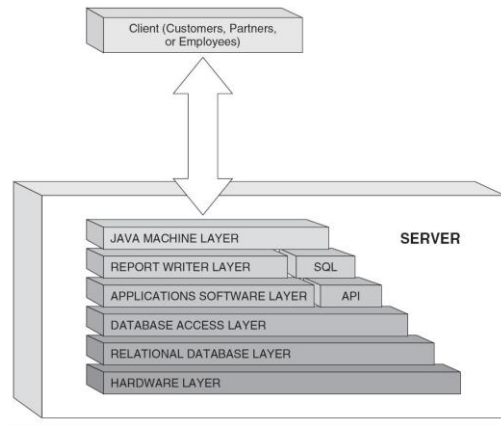 Client (Customers, Partners,
or Employees)
SERVER
JAVA MACHINE LAYER
REPORT WRITER LAYER
SQL
APPLICATIONS SOFTWARE LAYER
API
DATABASE ACCESS LAYER
RELATIONAL DATABASE LAYER
HARDWARE LAYER